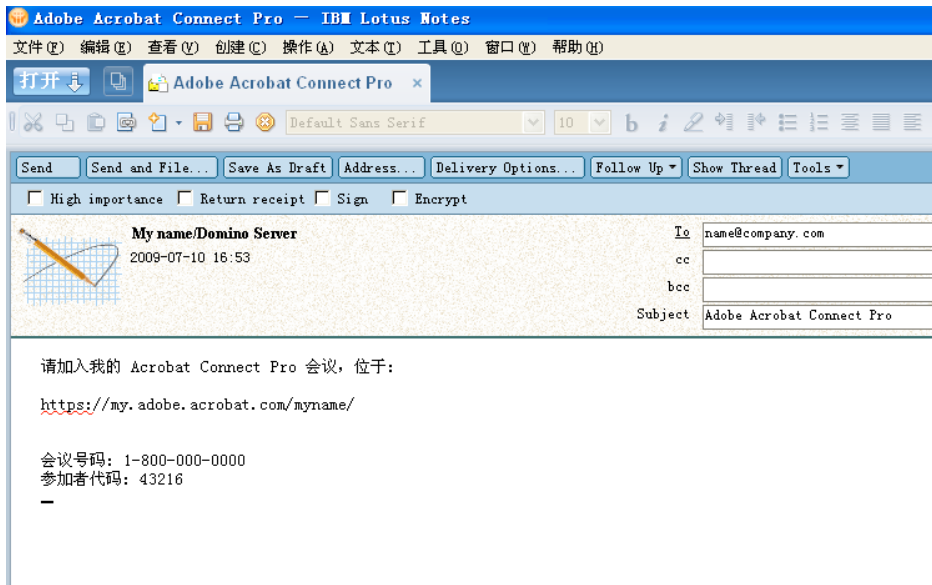 Adobe Acrobat Connect Pro — IBM Lotus Notes
文件(F) 编辑(E) 查看(V) 创建(C) 操作(A) 文本(T) 工具(O) 窗口(W) 帮助(H)
打开 Adobe Acrobat Connect Pro ×
Default Sans Serif 10 b i
Send Send and File... Save As Draft Address... Delivery Options... Follow Up Show Thread Tools
High importance Return receipt Sign Encrypt
My name/Domino Server To name@company.com
2009-07-10 16:53 cc
bcc
Subject Adobe Acrobat Connect Pro
请加入我的 Acrobat Connect Pro 会议，位于:
https://my.adobe.acrobat.com/myname/
会议号码: 1-800-000-0000
参加者代码: 43216